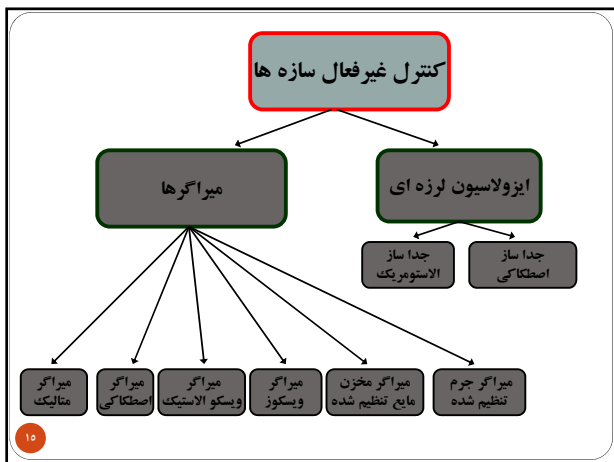 کنترل غیرفعال سازه ها
ایزولاسیون لرزه ای
میراگرها
جدا ساز
اصطکاکی
جدا ساز
الاستومریک
میراگر جرم
تنظیم شده
میراگر مخزن
مایع تنظیم شده
میراگر
ویسکوز
میراگر
ویسکو الاستیک
میراگر
اصطکاکی
میراگر
متالیک
۱۵